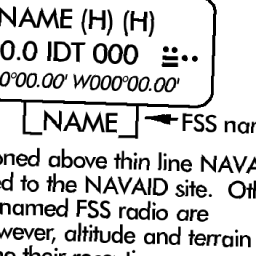 NAME (H) (H)
0.0 IDT 000
0°00.00' W000°00.00'
NAME
FSS nam
oned above thin line NAVA
ed to the NAVAID site. Oth
named FSS radio are
wever, altitude and terrain